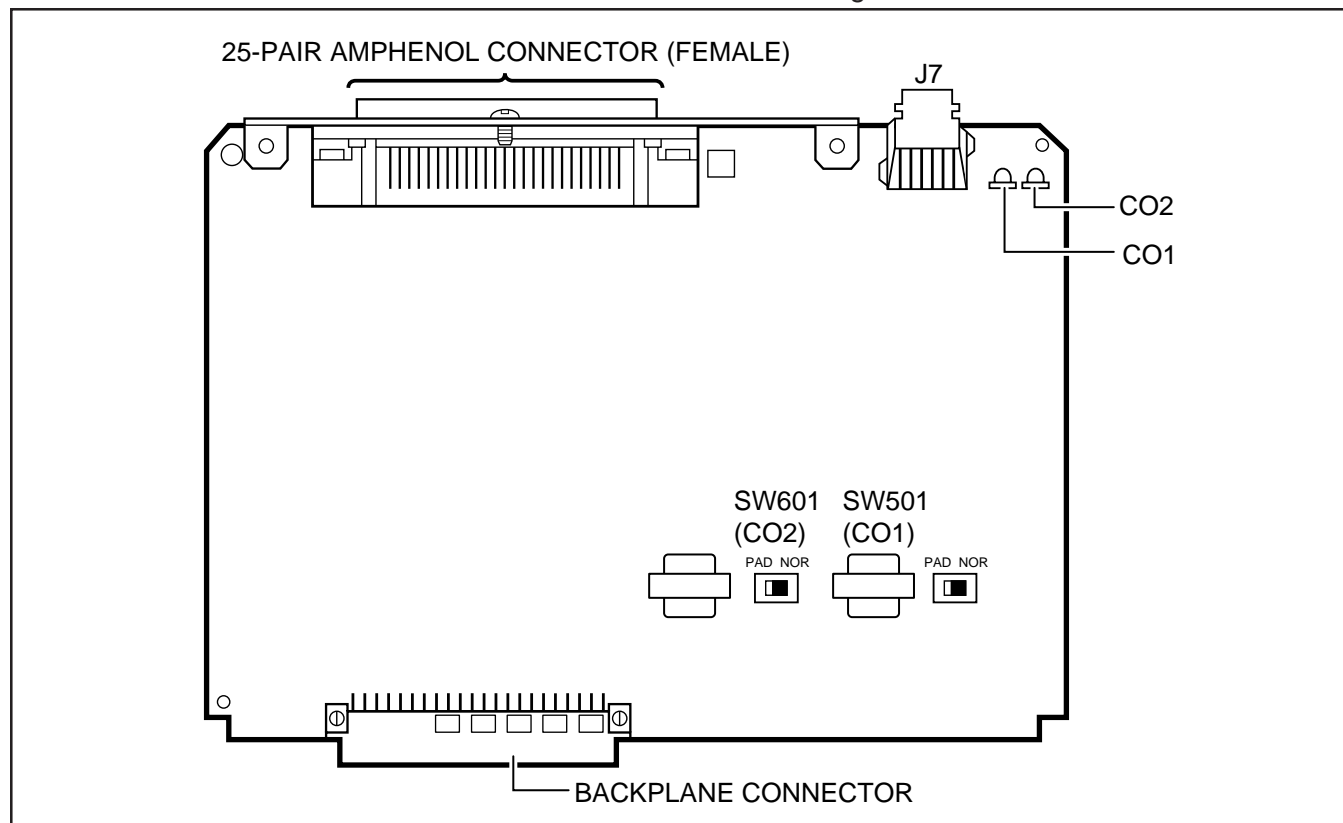 25-PAIR AMPHENOL CONNECTOR (FEMALE)
J7
CO2
CO1
SW601
(CO2)
SW501
(CO1)
PAD NOR
PAD NOR
BACKPLANE CONNECTOR